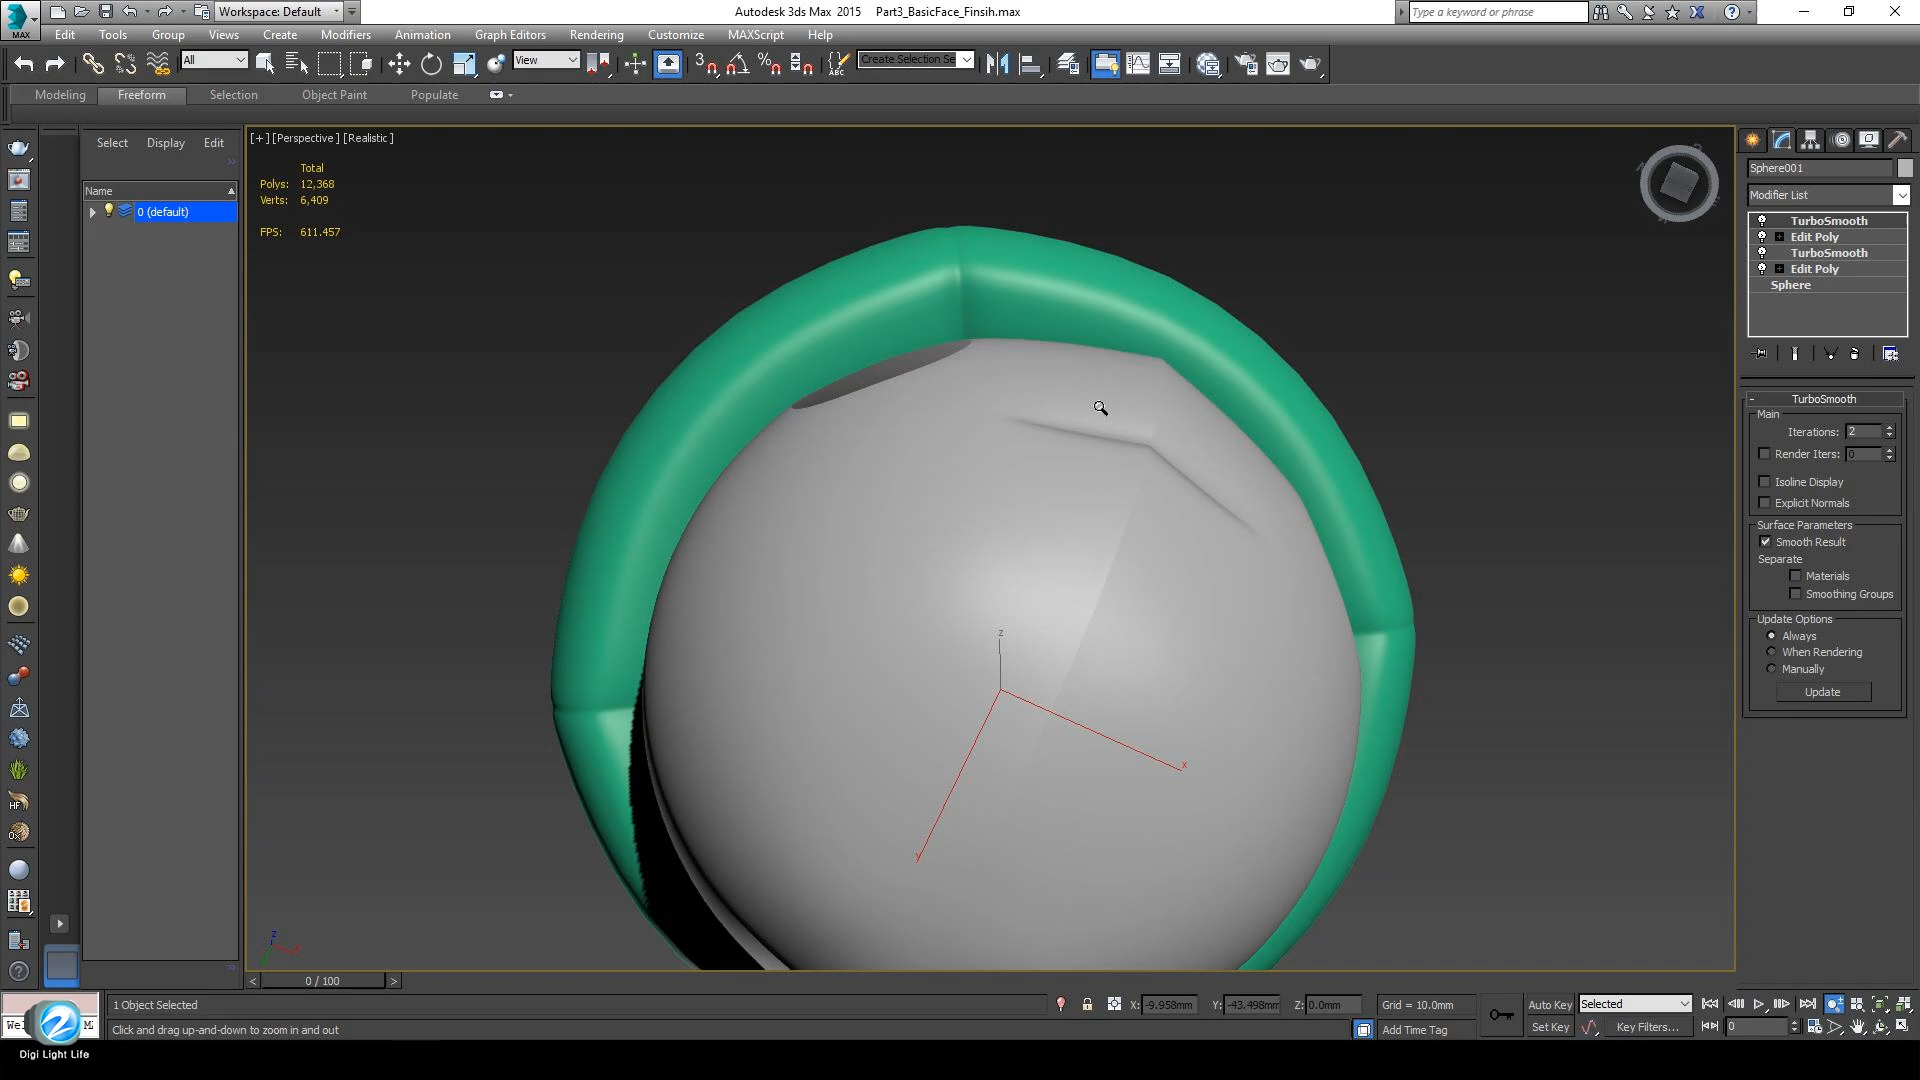 Workspace: Default
Autodesk 3ds Max 2015 Part3_BasicFace_Finsih.max
Type a keyword or phrase
MAX
Edit Tools Group Views Create Modifiers Animation Graph Editors Rendering Customize MAXScript Help
All
View
3
ABC
Create Selection Se
Modeling Freeform Selection Object Paint Populate
Select Display Edit
Name
0 (default)
[+] [Perspective ] [Realistic ]
Total
Polys: 12,368
Verts: 6,409
FPS: 611.457
z
x
y
Sphere001
Modifier List
TurboSmooth
Edit Poly
TurboSmooth
Edit Poly
Sphere
TurboSmooth
Main
Iterations: 2
Render Iters: 0
Isoline Display
Explicit Normals
Surface Parameters
Smooth Result
Separate
Materials
Smoothing Groups
Update Options
Always
When Rendering
Manually
Update
HF
z
x
< 0 / 100 >
1 Object Selected
X: -9.958mm Y: -43.498mm Z: 0.0mm
Grid = 10.0mm
Auto Key Selected
Click and drag up-and-down to zoom in and out
Add Time Tag
Set Key Key Filters...
0
We
Digi Light Life